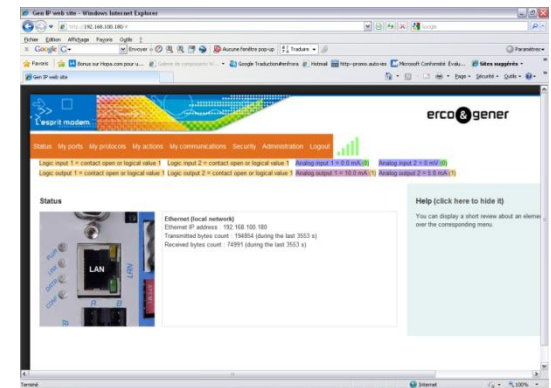 Gen IP web site - Windows Internet Explorer
http://192.168.100.180/
Google
Fichier Edition Affichage Favoris Outils ?
Google Envoyer Aucune fenêtre pop-up Traduire Paramètres
Favoris Hotmail Microsoft Sites suggérés
Gen IP web site Page Sécurité Outils
L'esprit modem
erco gener
Status My ports My protocols My actions My communications Security Administration Logout
Logic input 1 = contact open or logical value 1 Logic input 2 = contact open or logical value 1 Analog input 1 = 0.0 mA (0) Analog input 2 = 0 mV (0)
Logic output 1 = contact open or logical value 1 Logic output 2 = contact open or logical value 1 Analog output 1 = 10.0 mA (1) Analog output 2 = 5.0 mA (1)
Status
Help (click here to hide it)
You can display a short review about an eleme
over the corresponding menu.
Ethernet (local network)
Ethernet IP address : 192.168.100.180
Transmitted bytes count : 194854 (during the last 3553 s)
Received bytes count : 74991 (during the last 3553 s)
PWR
LINK
DATA
COM
LAN
LAN
A B
Terminé Internet 100%